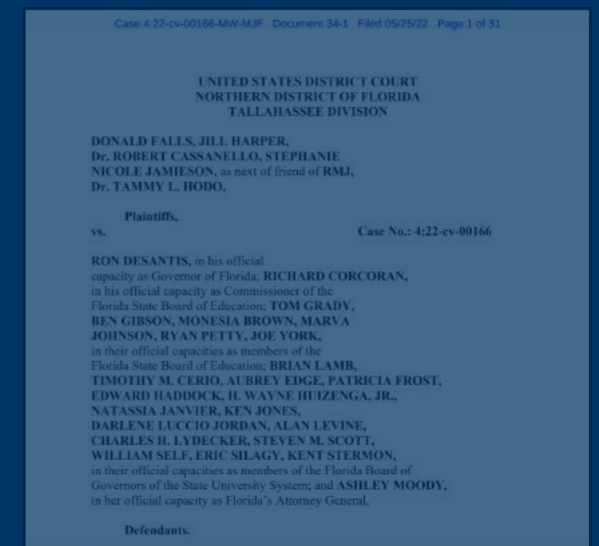 Case 4:22-cv-00166-MW-MJF Document 34-1 Filed 05/25/22 Page 1 of 31
UNITED STATES DISTRICT COURT
NORTHERN DISTRICT OF FLORIDA
TALLAHASSEE DIVISION
DONALD FALLS, JILL HARPER,
Dr. ROBERT CASSANELLO, STEPHANIE
NICOLE JAMIESON, as next of friend of RMJ,
Dr. TAMMY L. HODO,
Plaintiffs,
vs. Case No.: 4:22-cv-00166
RON DESANTIS, in his official
capacity as Governor of Florida; RICHARD CORCORAN,
in his official capacity as Commissioner of the
Florida State Board of Education; TOM GRADY,
BEN GIBSON, MONESIA BROWN, MARVA
JOHNSON, RYAN PETTY, JOE YORK,
in their official capacities as members of the
Florida State Board of Education; BRIAN LAMB,
TIMOTHY M. CERIO, AUBREY EDGE, PATRICIA FROST,
EDWARD HADDOCK, H. WAYNE HUIZENGA, JR.,
NATASSIA JANVIER, KEN JONES,
DARLENE LUCCIO JORDAN, ALAN LEVINE,
CHARLES H. LYDECKER, STEVEN M. SCOTT,
WILLIAM SELF, ERIC SILAGY, KENT STERMON,
in their official capacities as members of the Florida Board of
Governors of the State University System; and ASHLEY MOODY,
in her official capacity as Florida's Attorney General,
Defendants.